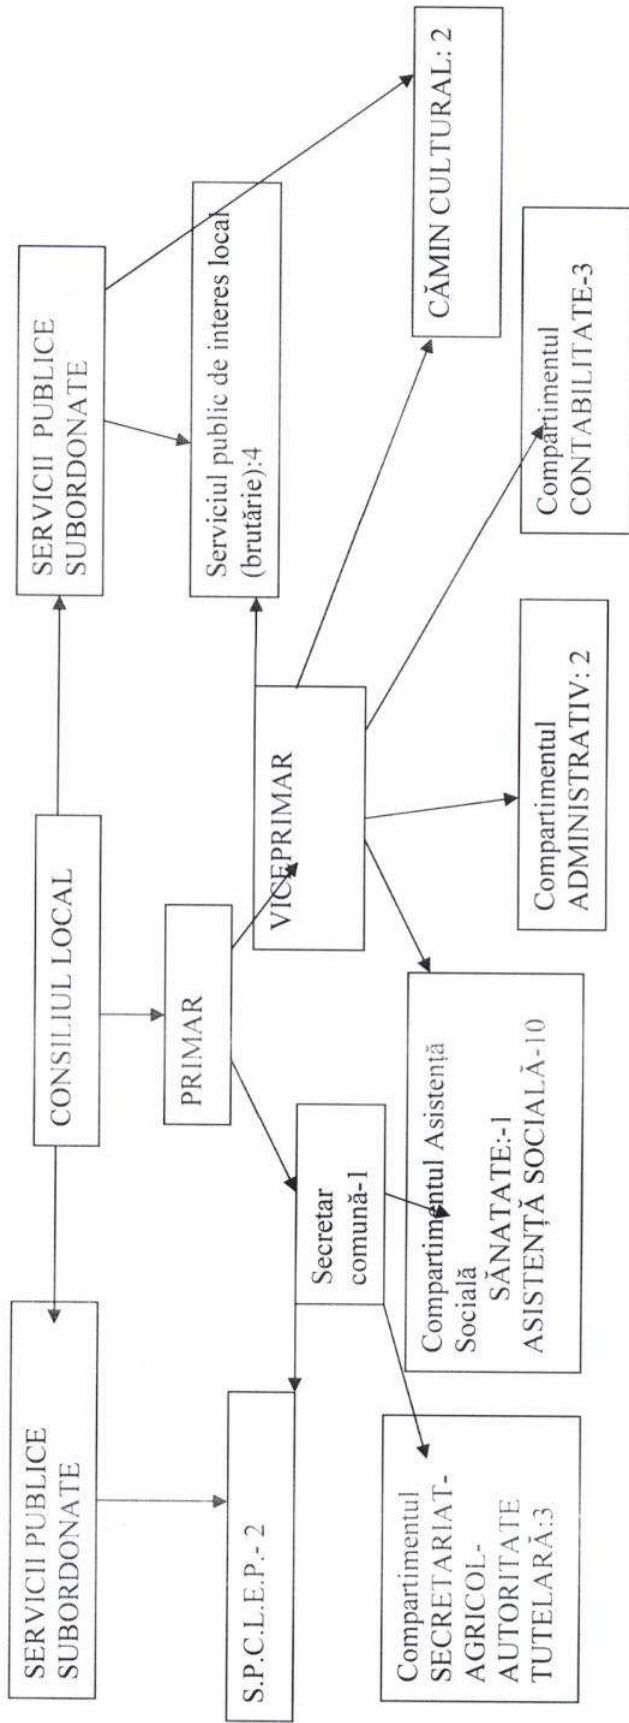 CONSILIUL LOCAL
SERVICII PUBLICE
SUBORDONATE
SERVICII PUBLICE
SUBORDONATE
PRIMAR
S.P.C.L.E.P.- 2
Secretar
comună-1
VICEPRIMAR
Serviciul public de interes local
(brutărie):4
CĂMIN CULTURAL: 2
Compartimentul
SECRETARIAT-
AGRICOL-
AUTORITATE
TUTELARĂ:3
Compartimentul Asistenţă
Socială
SĂNATATE:-1
ASISTENŢĂ SOCIALĂ-10
Compartimentul
ADMINISTRATIV: 2
Compartimentul
CONTABILITATE-3